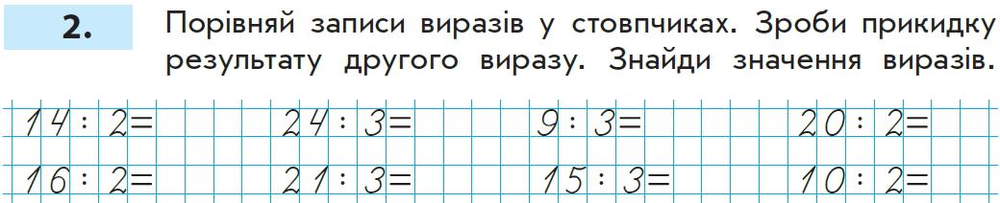 2. Порівняй записи виразів у стовпчиках. Зроби прикидку
результату другого виразу. Знайди значення виразів.
14 : 2= 24 : 3= 9 : 3= 20 : 2=
16 : 2= 21 : 3= 15 : 3= 10 : 2=